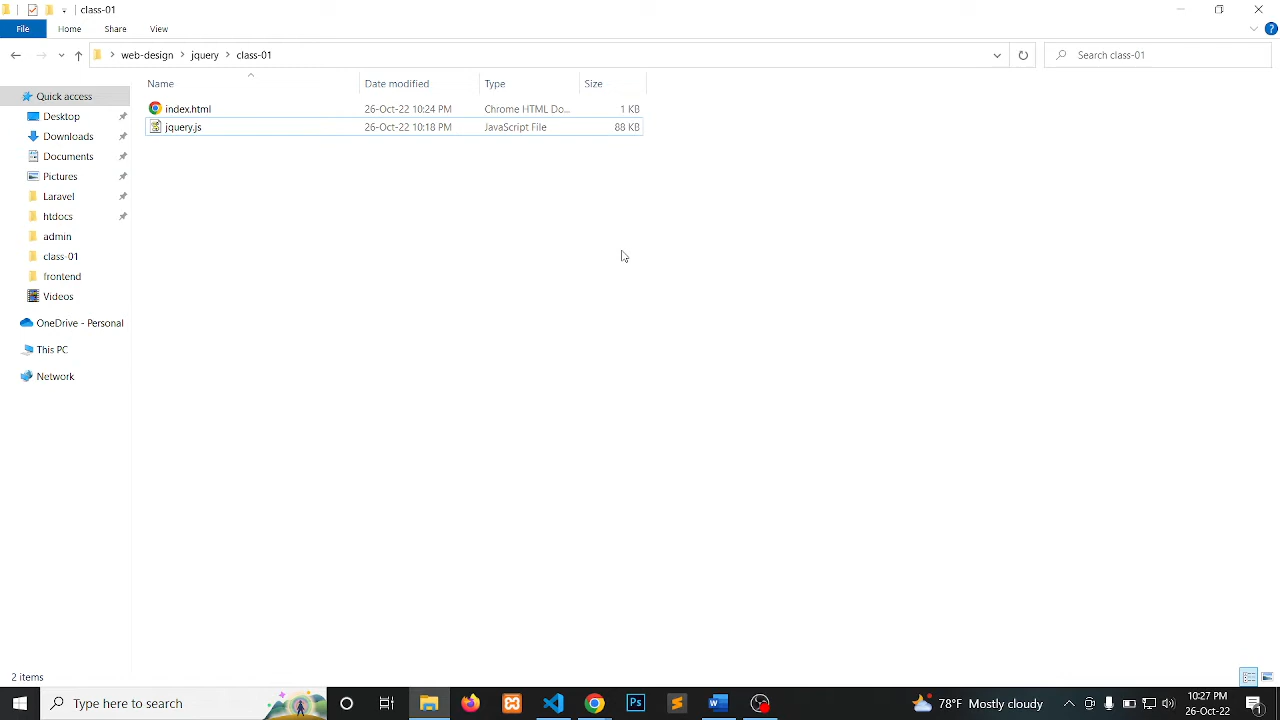 class-01
File Home Share View
web-design jquery class-01
Search class-01
Name Date modified Type Size
Quick access
index.html 26-Oct-22 10:24 PM Chrome HTML Do... 1 KB
jquery.js 26-Oct-22 10:18 PM JavaScript File 88 KB
Desktop
Downloads
Documents
Pictures
Laravel
htdocs
admin
class-01
frontend
Videos
OneDrive - Personal
This PC
Network
2 items
Type here to search
Ps
78°F Mostly cloudy
10:27 PM
26-Oct-22